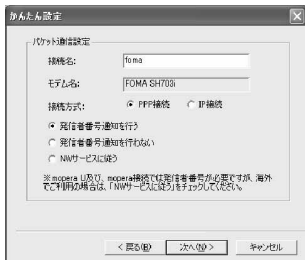 かんたん設定
パケット通信設定
接続名: foma
モデム名: FOMA SH703i
接続方式: PPP接続 IP接続
発信者番号通知を行う
発信者番号通知を行わない
NWサービスに従う
※mopera U及び、mopera接続では発信者番号が必要ですが、海外
でご利用の場合は、「NWサービスに従う」をチェックしてください。
< 戻る(B) 次へ(N) > キャンセル